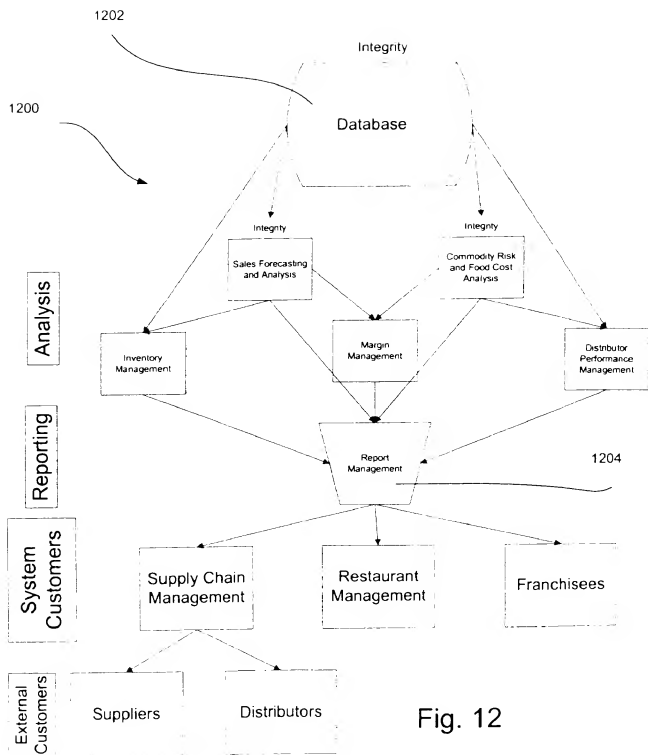 1202
Integrity
Database
1200
Integrity
Integrity
Sales Forecasting
and Analysis
Commodity Risk
and Food Cost
Analysis
Analysis
Inventory
Management
Margin
Management
Distributor
Performance
Management
Reporting
Report
Management
1204
System
Customers
Supply Chain
Management
Restaurant
Management
Franchisees
External
Customers
Suppliers
Distributors
Fig. 12